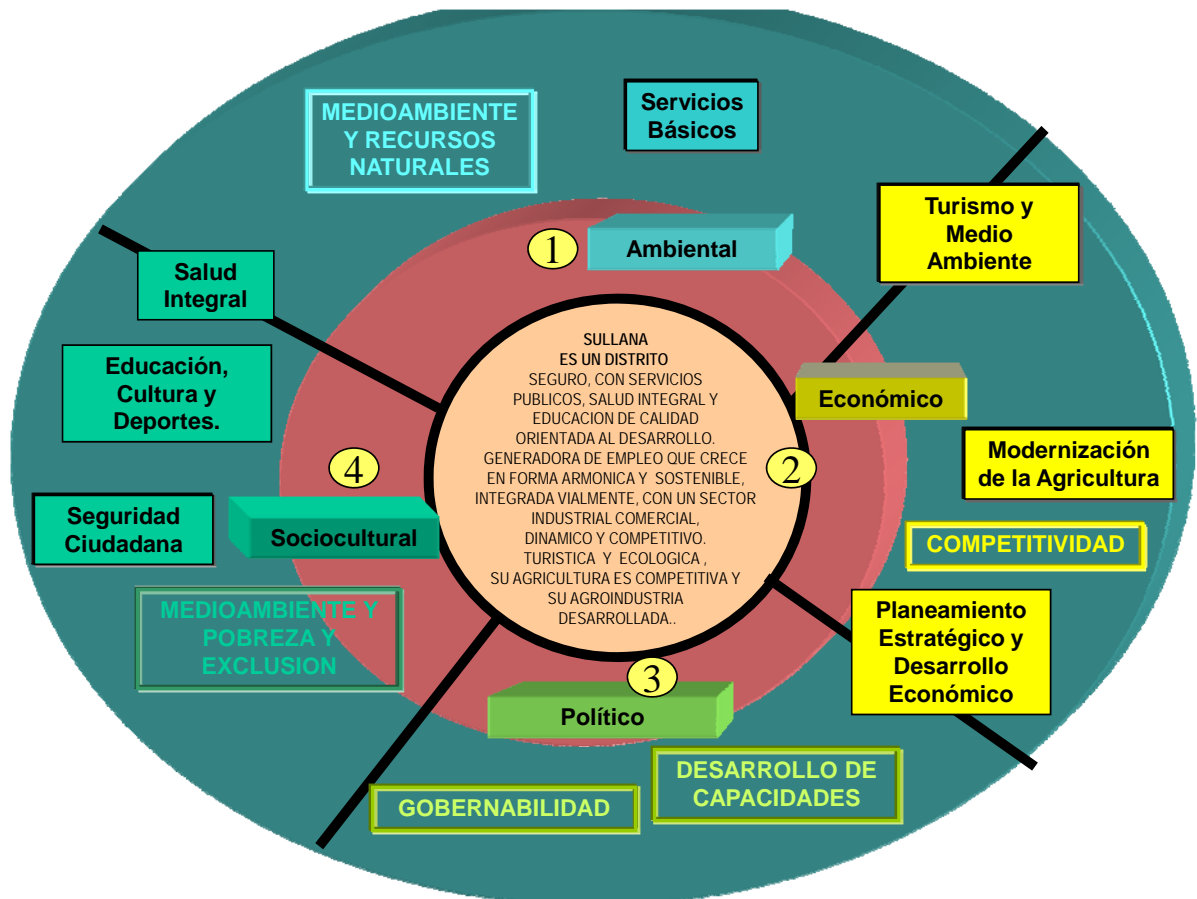 MEDIOAMBIENTE
Y RECURSOS
NATURALES
Servicios
Básicos
Turismo y
Medio
Ambiente
1
Ambiental
Salud
Integral
Educación,
Cultura y
Deportes.
SULLANA
ES UN DISTRITO
SEGURO, CON SERVICIOS
PUBLICOS, SALUD INTEGRAL Y
EDUCACION DE CALIDAD
ORIENTADA AL DESARROLLO.
GENERADORA DE EMPLEO QUE CRECE
EN FORMA ARMONICA Y SOSTENIBLE,
INTEGRADA VIALMENTE, CON UN SECTOR
INDUSTRIAL COMERCIAL,
DINAMICO Y COMPETITIVO.
TURISTICA Y ECOLOGICA ,
SU AGRICULTURA ES COMPETITIVA Y
SU AGROINDUSTRIA
DESARROLLADA..
Económico
2
Modernización
de la Agricultura
4
Seguridad
Ciudadana
Sociocultural
COMPETITIVIDAD
MEDIOAMBIENTE Y
POBREZA Y
EXCLUSION
Planeamiento
Estratégico y
Desarrollo
Económico
3
Político
DESARROLLO DE
CAPACIDADES
GOBERNABILIDAD